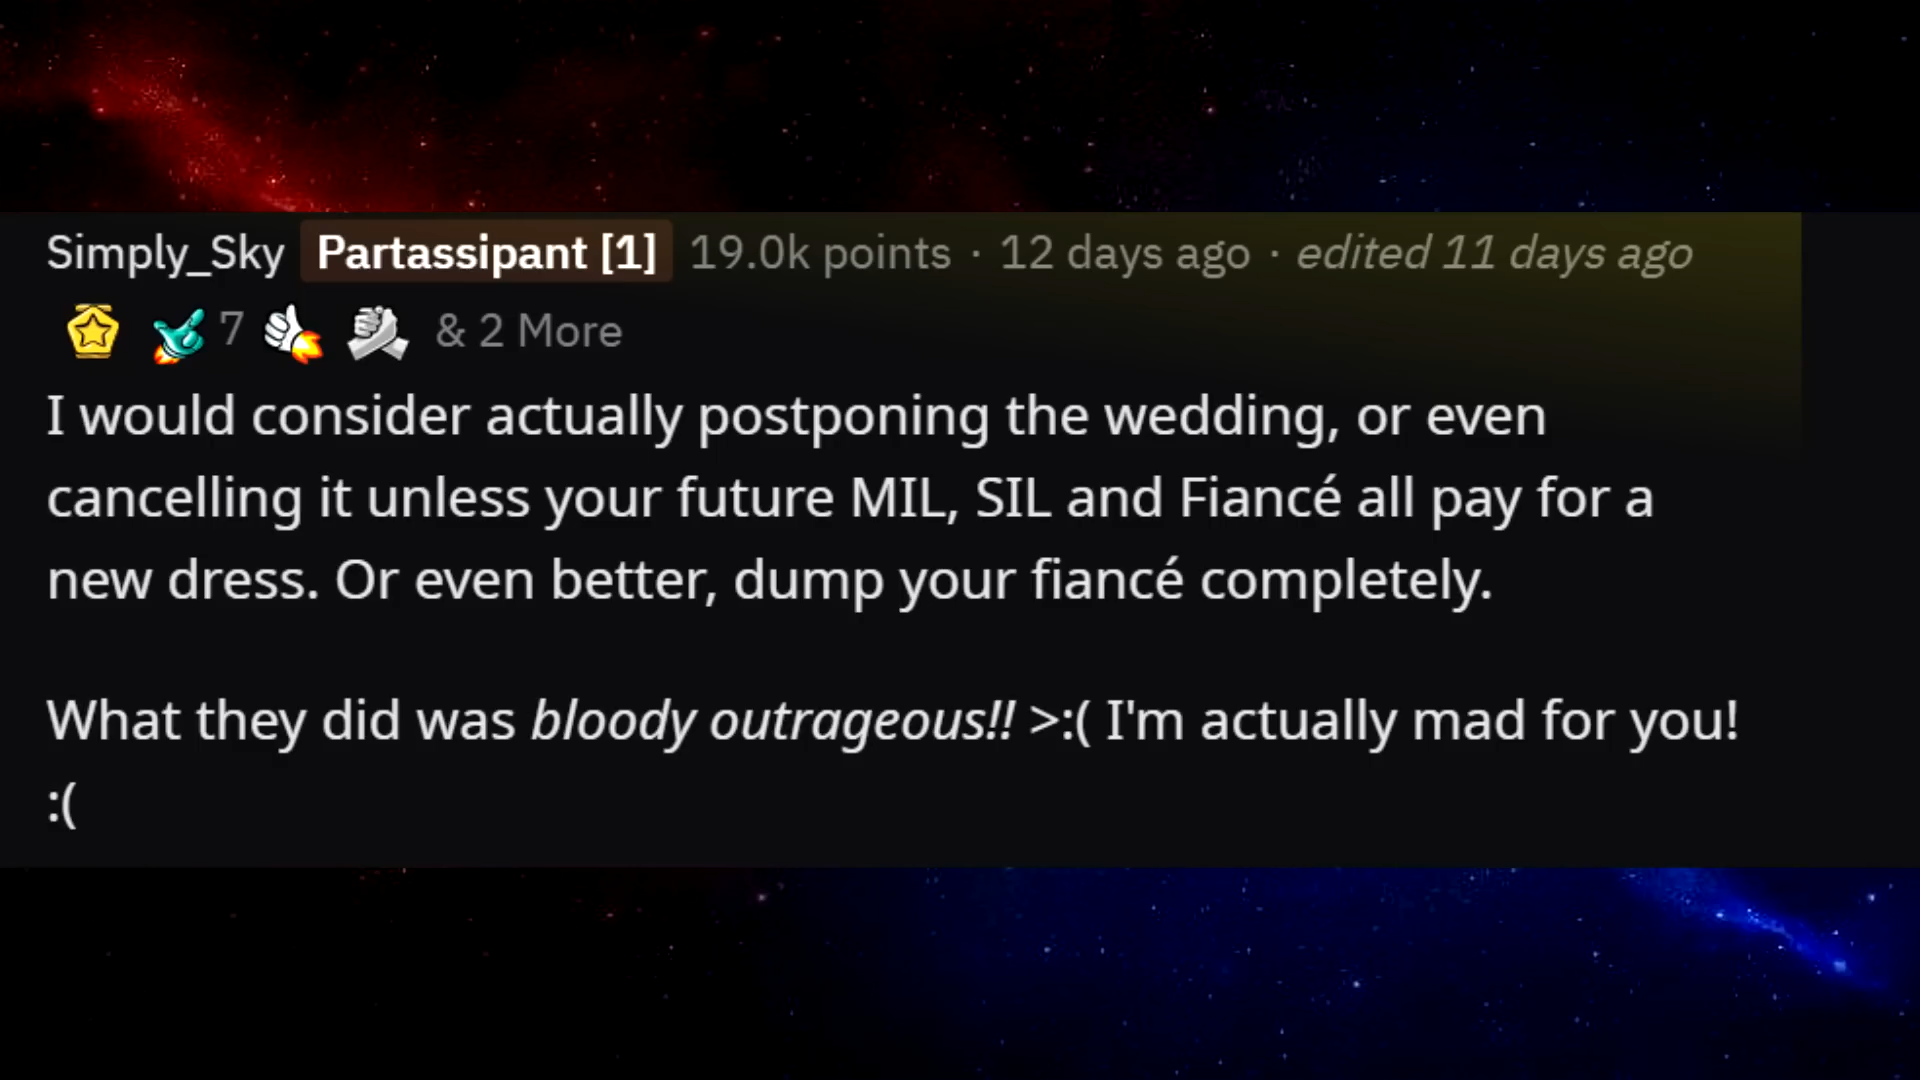 Simply_Sky Partassipant [1] 19.0k points · 12 days ago · edited 11 days ago
7 & 2 More
I would consider actually postponing the wedding, or even
cancelling it unless your future MIL, SIL and Fiancé all pay for a
new dress. Or even better, dump your fiancé completely.
What they did was bloody outrageous!! >:( I'm actually mad for you!
:(